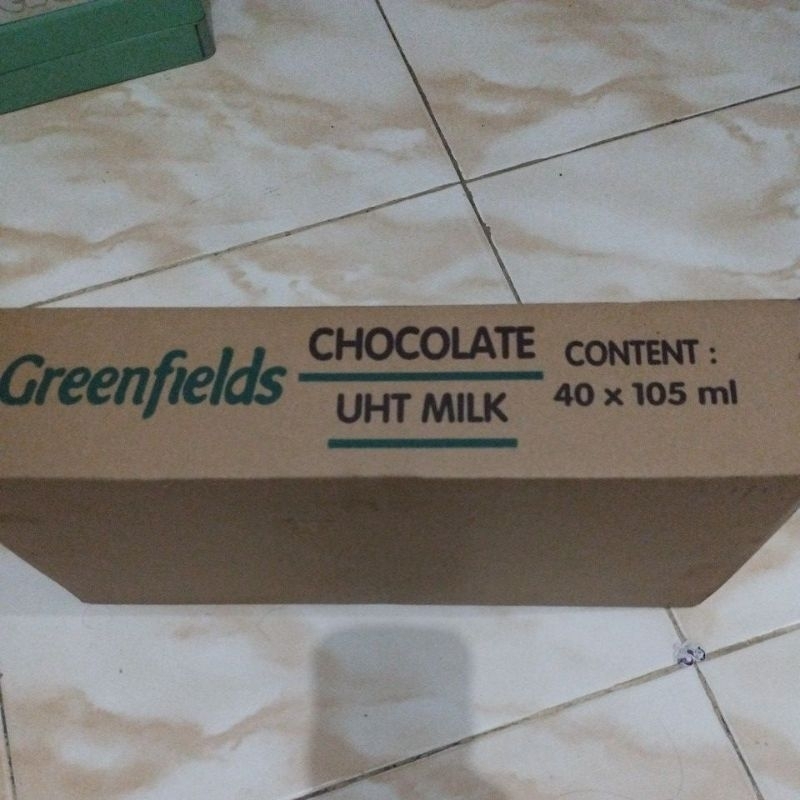 Greenfields
CHOCOLATE
UHT MILK
CONTENT :
40 x 105 ml